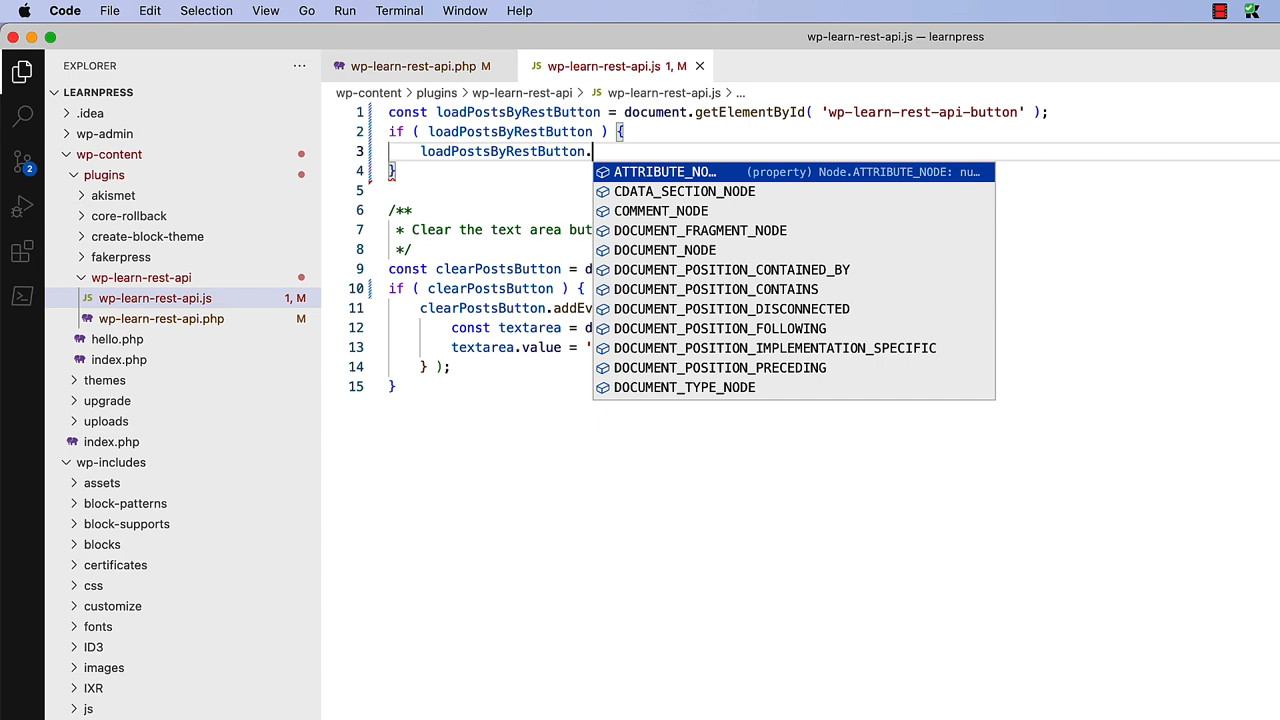 Code File Edit Selection View Go Run Terminal Window Help
wp-learn-rest-api.js — learnpress
EXPLORER
LEARNPRESS
.idea
wp-admin
wp-content
plugins
akismet
core-rollback
create-block-theme
fakerpress
wp-learn-rest-api
wp-learn-rest-api.js 1, M
wp-learn-rest-api.php M
hello.php
index.php
themes
upgrade
uploads
index.php
wp-includes
assets
block-patterns
block-supports
blocks
certificates
css
customize
fonts
ID3
images
IXR
js
2
wp-learn-rest-api.php M
JS wp-learn-rest-api.js 1, M
wp-content > plugins > wp-learn-rest-api > JS wp-learn-rest-api.js > ...
1 const loadPostsByRestButton = document.getElementById( 'wp-learn-rest-api-button' );
2 if ( loadPostsByRestButton ) {
3 loadPostsByRestButton.
4 }
5
6 /**
7 * Clear the text area but
8 */
9 const clearPostsButton = d
10 if ( clearPostsButton ) {
11 clearPostsButton.addEv
12 const textarea = d
13 textarea.value = '
14 } );
15 }
ATTRIBUTE_NO… (property) Node.ATTRIBUTE_NODE: nu…
CDATA_SECTION_NODE
COMMENT_NODE
DOCUMENT_FRAGMENT_NODE
DOCUMENT_NODE
DOCUMENT_POSITION_CONTAINED_BY
DOCUMENT_POSITION_CONTAINS
DOCUMENT_POSITION_DISCONNECTED
DOCUMENT_POSITION_FOLLOWING
DOCUMENT_POSITION_IMPLEMENTATION_SPECIFIC
DOCUMENT_POSITION_PRECEDING
DOCUMENT_TYPE_NODE